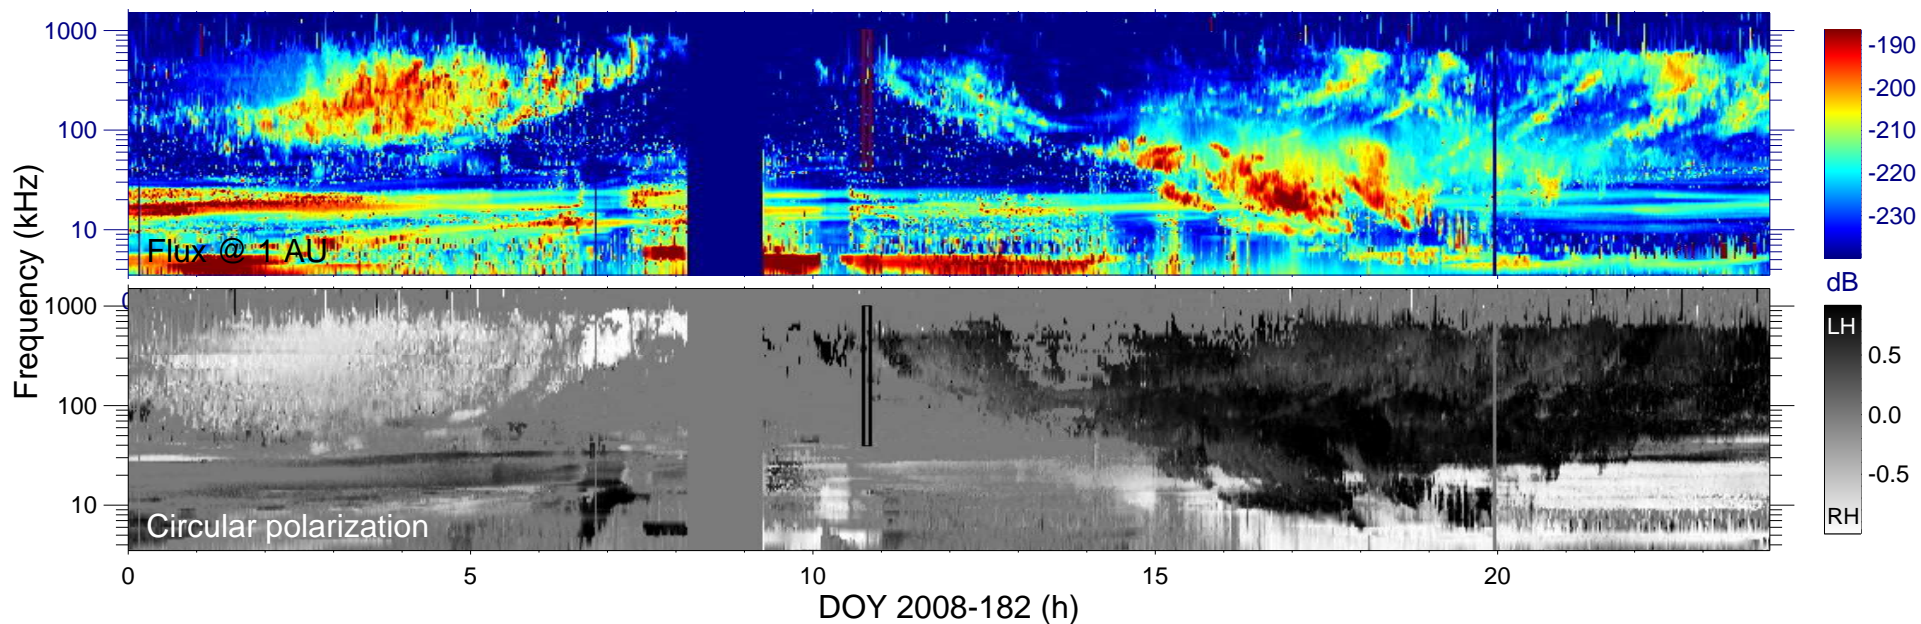 1000
100
10
Flux @ 1 AU
-190
-200
-210
-220
-230
dB
Frequency (kHz)
0
1000
100
10
Circular polarization
LH
0.5
0.0
-0.5
RH
0 5 10 15 20
DOY 2008-182 (h)